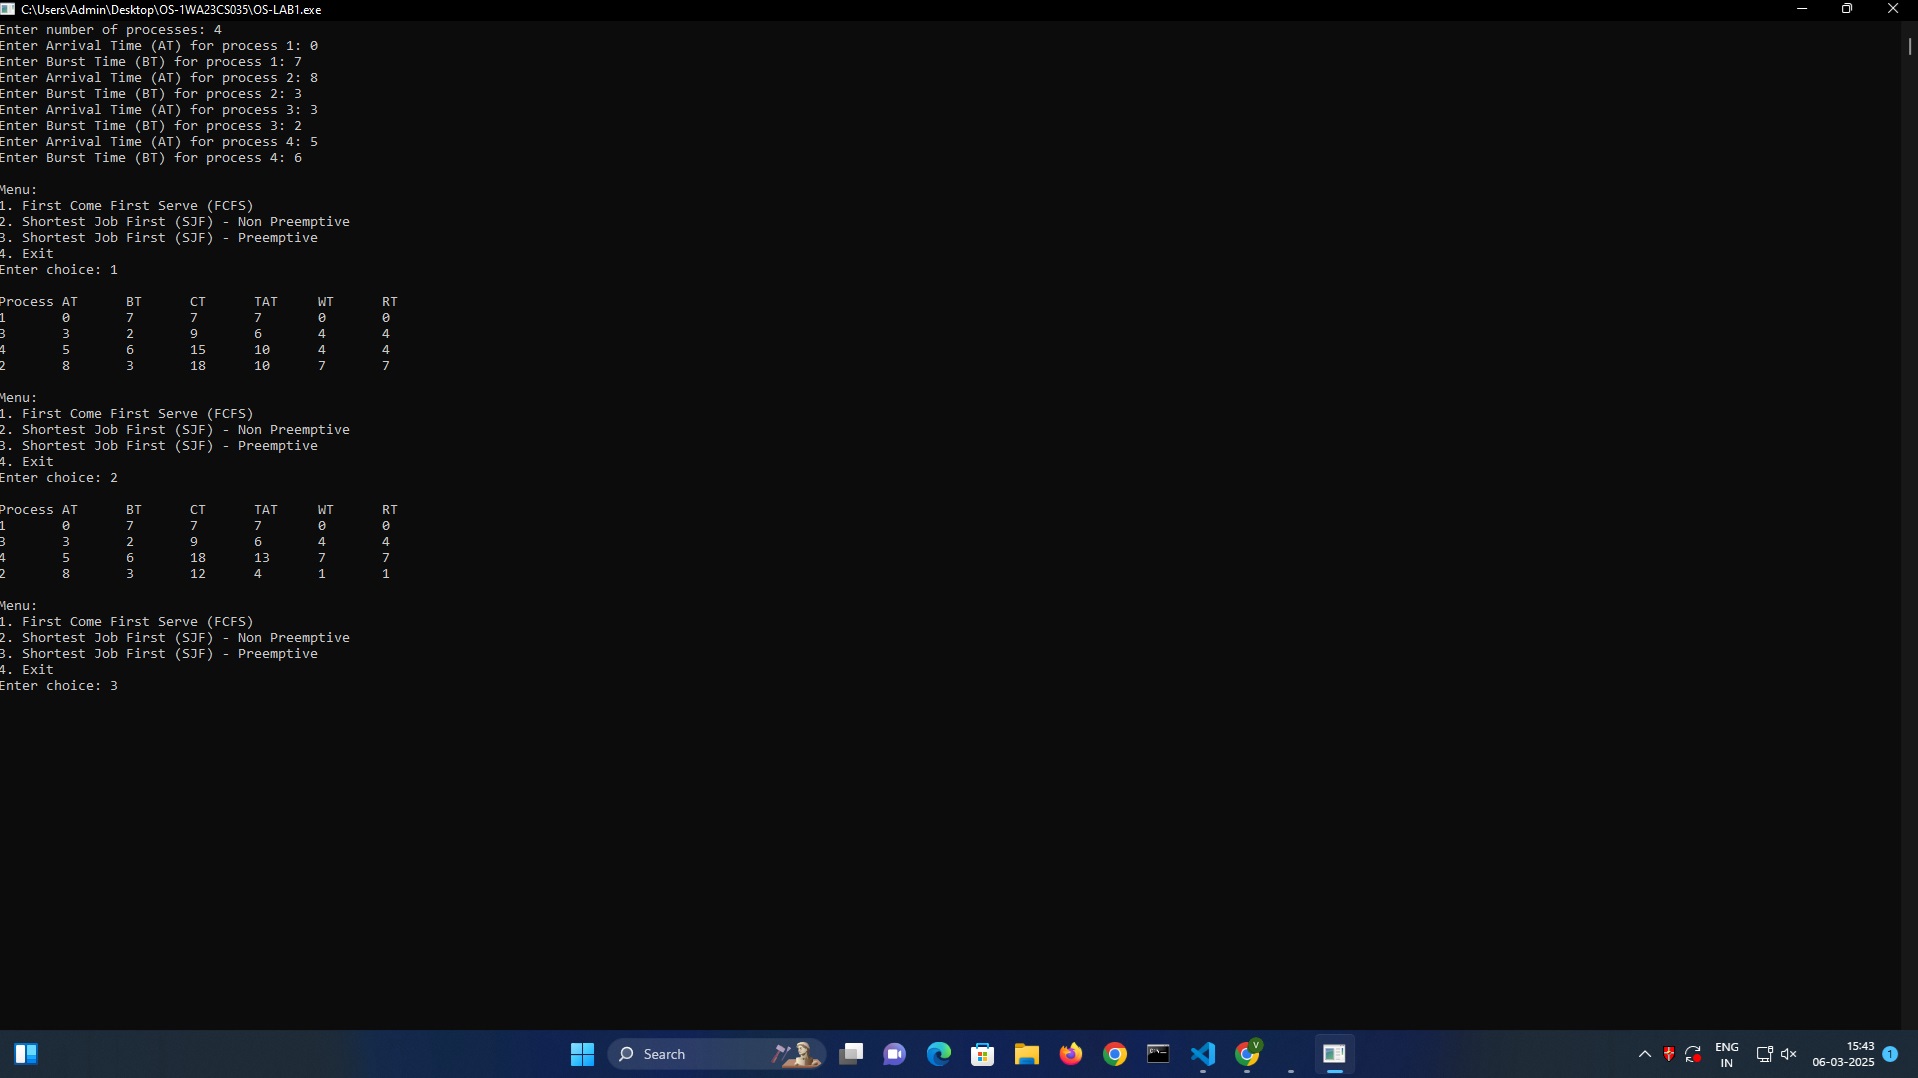 C:\Users\Admin\Desktop\OS-1WA23CS035\OS-LAB1.exe
Enter number of processes: 4
Enter Arrival Time (AT) for process 1: 0
Enter Burst Time (BT) for process 1: 7
Enter Arrival Time (AT) for process 2: 8
Enter Burst Time (BT) for process 2: 3
Enter Arrival Time (AT) for process 3: 3
Enter Burst Time (BT) for process 3: 2
Enter Arrival Time (AT) for process 4: 5
Enter Burst Time (BT) for process 4: 6
Menu:
1. First Come First Serve (FCFS)
2. Shortest Job First (SJF) - Non Preemptive
3. Shortest Job First (SJF) - Preemptive
4. Exit
Enter choice: 1
Process AT BT CT TAT WT RT
1 0 7 7 7 0 0
3 3 2 9 6 4 4
4 5 6 15 10 4 4
2 8 3 18 10 7 7
Menu:
1. First Come First Serve (FCFS)
2. Shortest Job First (SJF) - Non Preemptive
3. Shortest Job First (SJF) - Preemptive
4. Exit
Enter choice: 2
Process AT BT CT TAT WT RT
1 0 7 7 7 0 0
3 3 2 9 6 4 4
4 5 6 18 13 7 7
2 8 3 12 4 1 1
Menu:
1. First Come First Serve (FCFS)
2. Shortest Job First (SJF) - Non Preemptive
3. Shortest Job First (SJF) - Preemptive
4. Exit
Enter choice: 3
Search
V
ENG
IN
15:43
06-03-2025
1